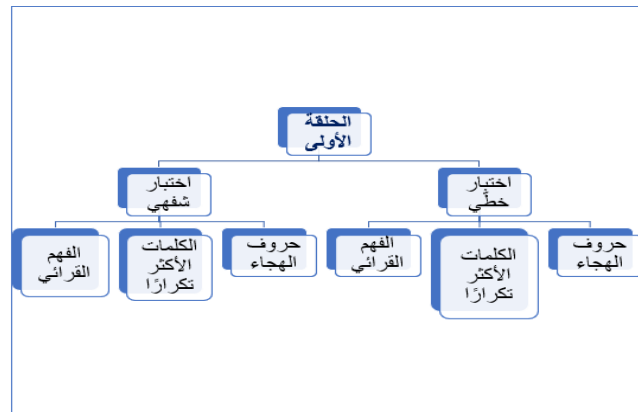 الحلقة
الأولى
اختبار
خطّي
اختبار
شفهي
حروف
الهجاء
الكلمات
الأكثر
تكرارًا
الفهم
القرائي
حروف
الهجاء
الكلمات
الأكثر
تكرارًا
الفهم
القرائي